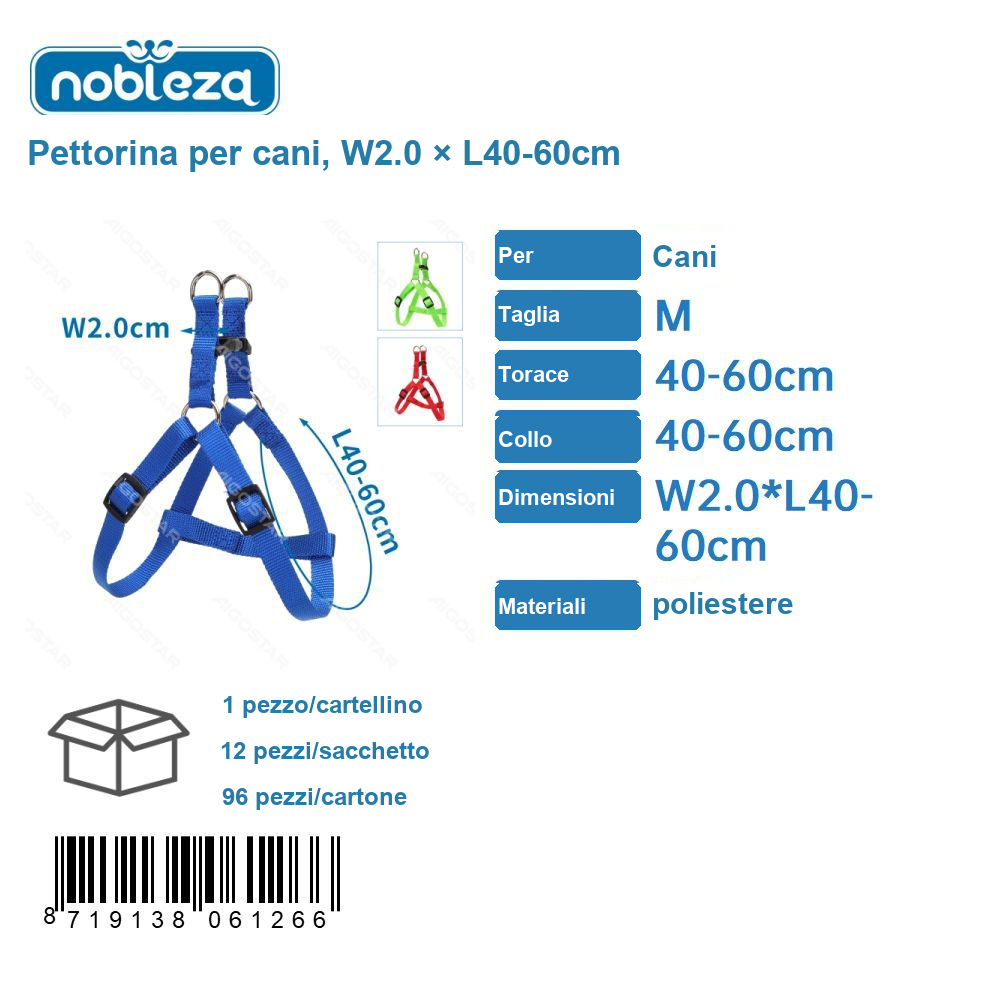 nobleza
Pettorina per cani, W2.0 × L40-60cm
W2.0cm
L40-60cm
Per Cani
Taglia M
Torace 40-60cm
Collo 40-60cm
Dimensioni W2.0*L40-
60cm
Materiali poliestere
AIGOSTAR
1 pezzo/cartellino
12 pezzi/sacchetto
96 pezzi/cartone
8 719138 061266